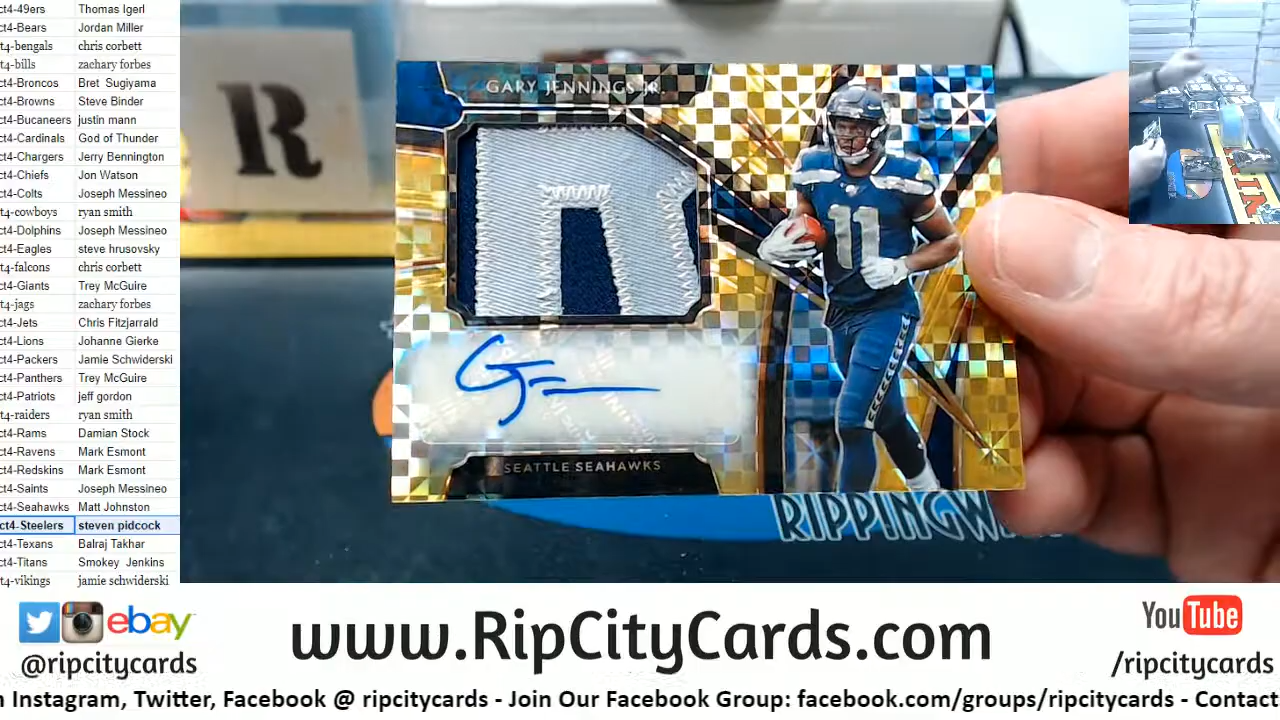 ct4-49ers Thomas Igerl
ct4-Bears Jordan Miller
t4-bengals chris corbett
t4-bills zachary forbes
ct4-Broncos Bret Sugiyama
ct4-Browns Steve Binder
ct4-Bucaneers justin mann
ct4-Cardinals God of Thunder
ct4-Chargers Jerry Bennington
ct4-Chiefs Jon Watson
ct4-Colts Joseph Messineo
t4-cowboys ryan smith
ct4-Dolphins Joseph Messineo
ct4-Eagles steve hrusovsky
t4-falcons chris corbett
ct4-Giants Trey McGuire
t4-jags zachary forbes
ct4-Jets Chris Fitzjarrald
ct4-Lions Johanne Gierke
ct4-Packers Jamie Schwiderski
ct4-Panthers Trey McGuire
ct4-Patriots jeff gordon
t4-raiders ryan smith
ct4-Rams Damian Stock
ct4-Ravens Mark Esmont
ct4-Redskins Mark Esmont
ct4-Saints Joseph Messineo
ct4-Seahawks Matt Johnston
ct4-Steelers steven pidcock
ct4-Texans Balraj Takhar
ct4-Titans Smokey Jenkins
t4-vikings jamie schwiderski
R
GARY JENNINGS JR.
11
SEATTLE SEAHAWKS
RIPPINGW
ebay
@ripcitycards
www.RipCityCards.com
YouTube
/ripcitycards
n Instagram, Twitter, Facebook @ ripcitycards - Join Our Facebook Group: facebook.com/groups/ripcitycards - Contact